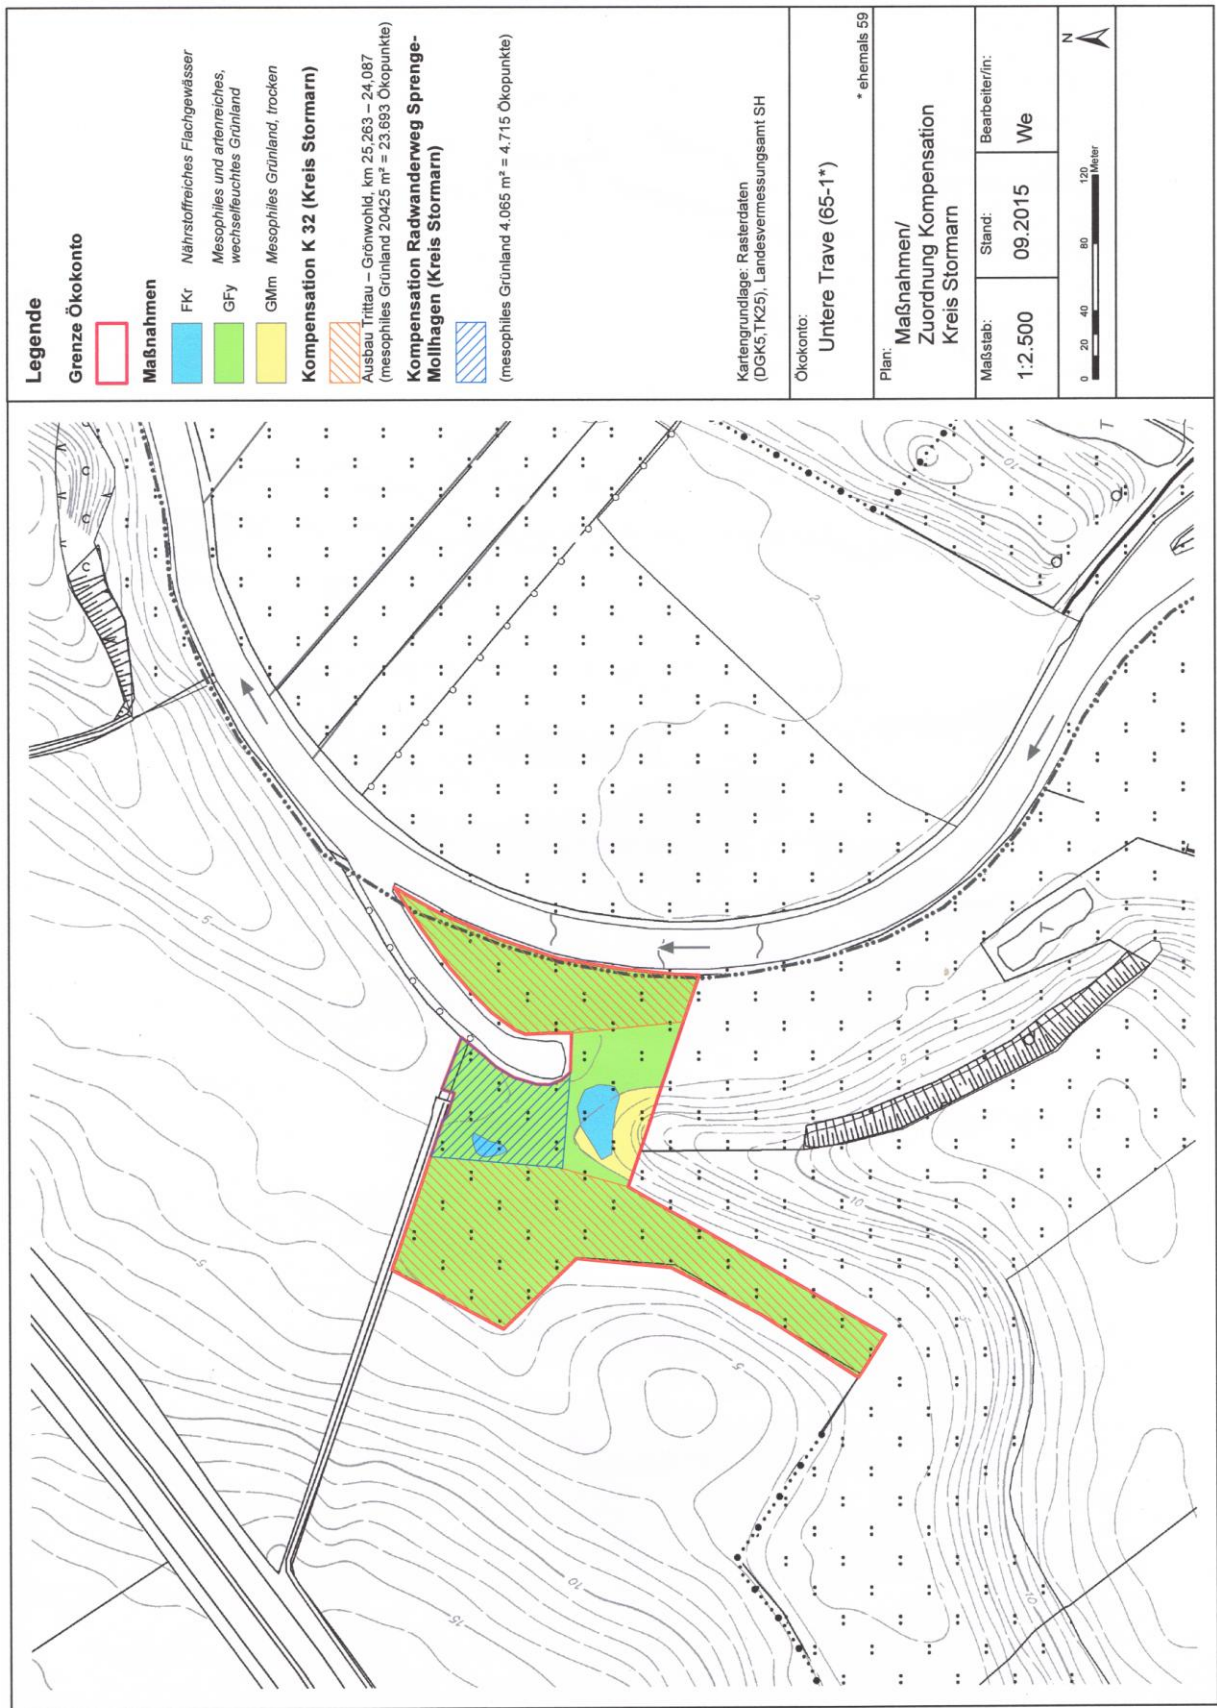 Legende
Grenze Ökokonto
Maßnahmen
FKr Nährstoffreiches Flachgewässer
GFy Mesophiles und artenreiches,
wechselfeuchtes Grünland
GMm Mesophiles Grünland, trocken
Kompensation K 32 (Kreis Stormarn)
Ausbau Trittau – Grönwohld, km 25,263 – 24,087
(mesophiles Grünland 20425 m² = 23.693 Ökopunkte)
Kompensation Radwanderweg Sprenge-
Mollhagen (Kreis Stormarn)
(mesophiles Grünland 4.065 m² = 4.715 Ökopunkte)
Kartengrundlage: Rasterdaten
(DGK5,TK25), Landesvermessungsamt SH
Ökokonto:
Untere Trave (65-1*)
* ehemals 59
Plan:
Maßnahmen/
Zuordnung Kompensation
Kreis Stormarn
Maßstab:
1:2.500
Stand:
09.2015
Bearbeiter/in:
We
0 20 40 80 120
Meter
N
5
2
10
T
T
5
5
10
5
10
15
10